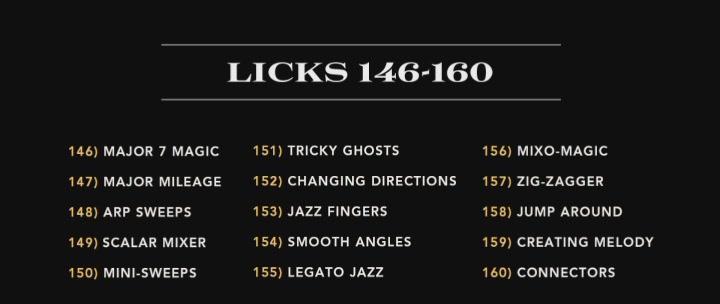 LICKS 146-160
146) MAJOR 7 MAGIC
147) MAJOR MILEAGE
148) ARP SWEEPS
149) SCALAR MIXER
150) MINI-SWEEPS
151) TRICKY GHOSTS
152) CHANGING DIRECTIONS
153) JAZZ FINGERS
154) SMOOTH ANGLES
155) LEGATO JAZZ
156) MIXO-MAGIC
157) ZIG-ZAGGER
158) JUMP AROUND
159) CREATING MELODY
160) CONNECTORS